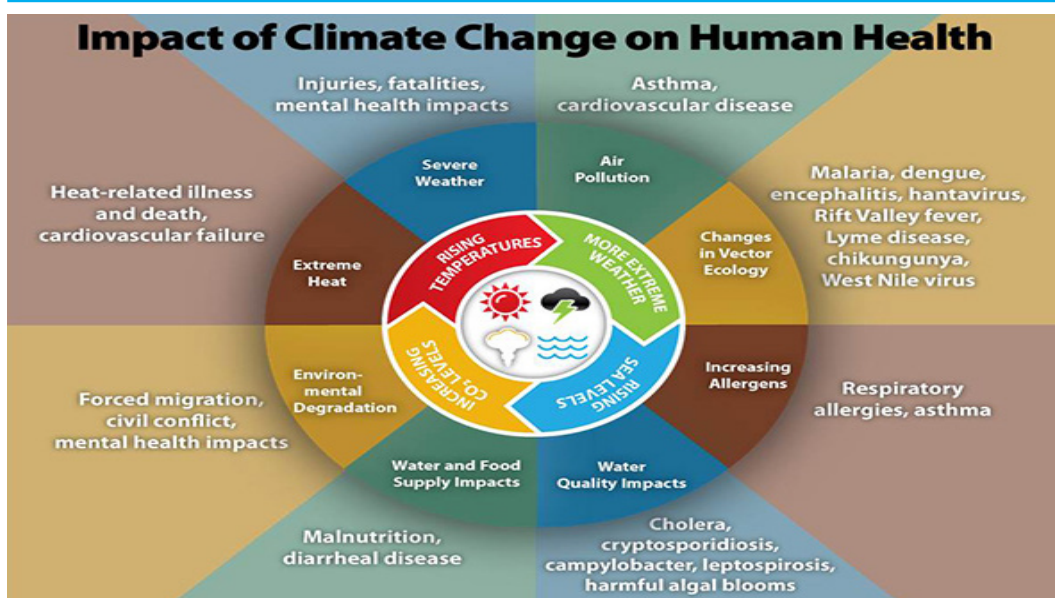 Impact of Climate Change on Human Health
Injuries, fatalities,
mental health impacts
Asthma,
cardiovascular disease
Severe
Weather
Air
Pollution
Heat-related illness
and death,
cardiovascular failure
Extreme
Heat
RISING
TEMPERATURES
MORE EXTREME
WEATHER
Changes
in Vector
Ecology
Malaria, dengue,
encephalitis, hantavirus,
Rift Valley fever,
Lyme disease,
chikungunya,
West Nile virus
Forced migration,
civil conflict,
mental health impacts
Environ-
mental
Degradation
INCREASING
CO₂ LEVELS
RISING
SEA LEVELS
Increasing
Allergens
Respiratory
allergies, asthma
Water and Food
Supply Impacts
Water
Quality Impacts
Malnutrition,
diarrheal disease
Cholera,
cryptosporidiosis,
campylobacter, leptospirosis,
harmful algal blooms